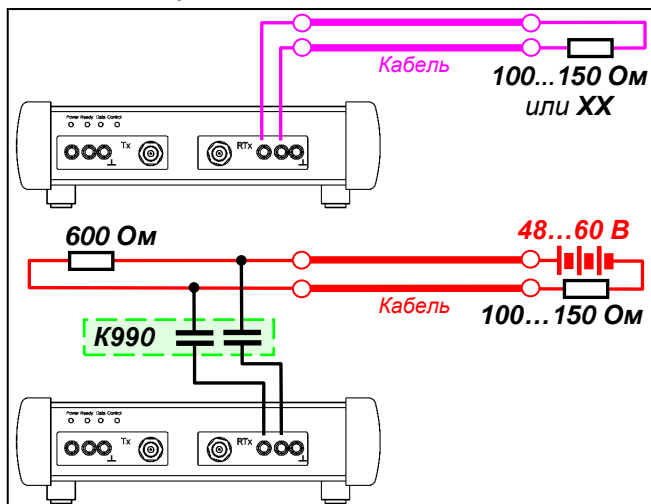 Кабель
100...150 Ом
или XX
Power Ready Data Control
Tx
RTx
600 Ом
48...60 В
Кабель
100...150 Ом
К990
Power Ready Data Control
Tx
RTx